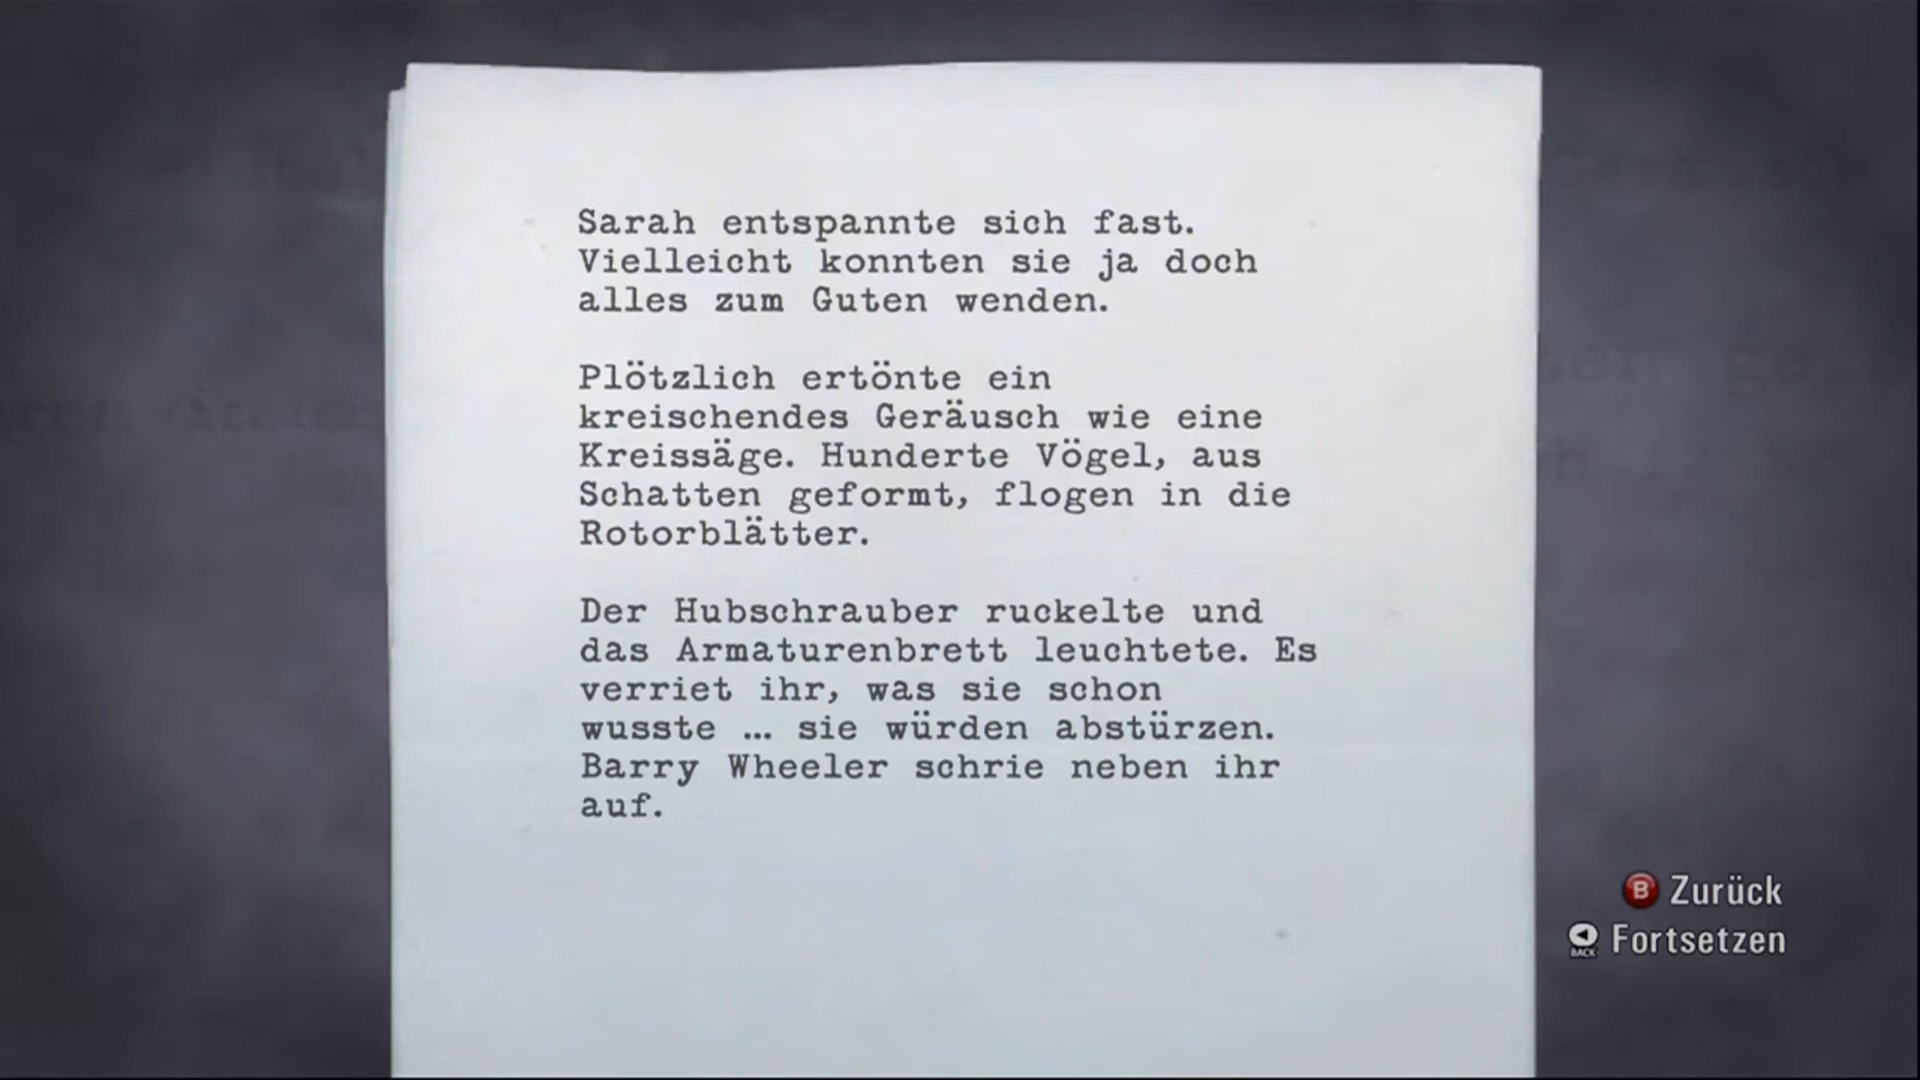 Sarah entspannte sich fast.
Vielleicht konnten sie ja doch
alles zum Guten wenden.
Plötzlich ertönte ein
kreischendes Geräusch wie eine
Kreissäge. Hunderte Vögel, aus
Schatten geformt, flogen in die
Rotorblätter.
Der Hubschrauber ruckelte und
das Armaturenbrett leuchtete. Es
verriet ihr, was sie schon
wusste … sie würden abstürzen.
Barry Wheeler schrie neben ihr
auf.
B Zurück
BACK Fortsetzen